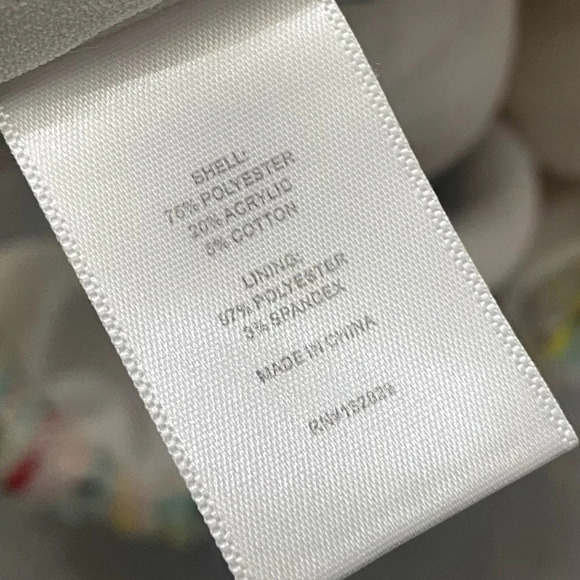 SHELL:
75% POLYESTER
20% ACRYLIC
5% COTTON
LINING:
97% POLYESTER
3% SPANDEX
MADE IN CHINA